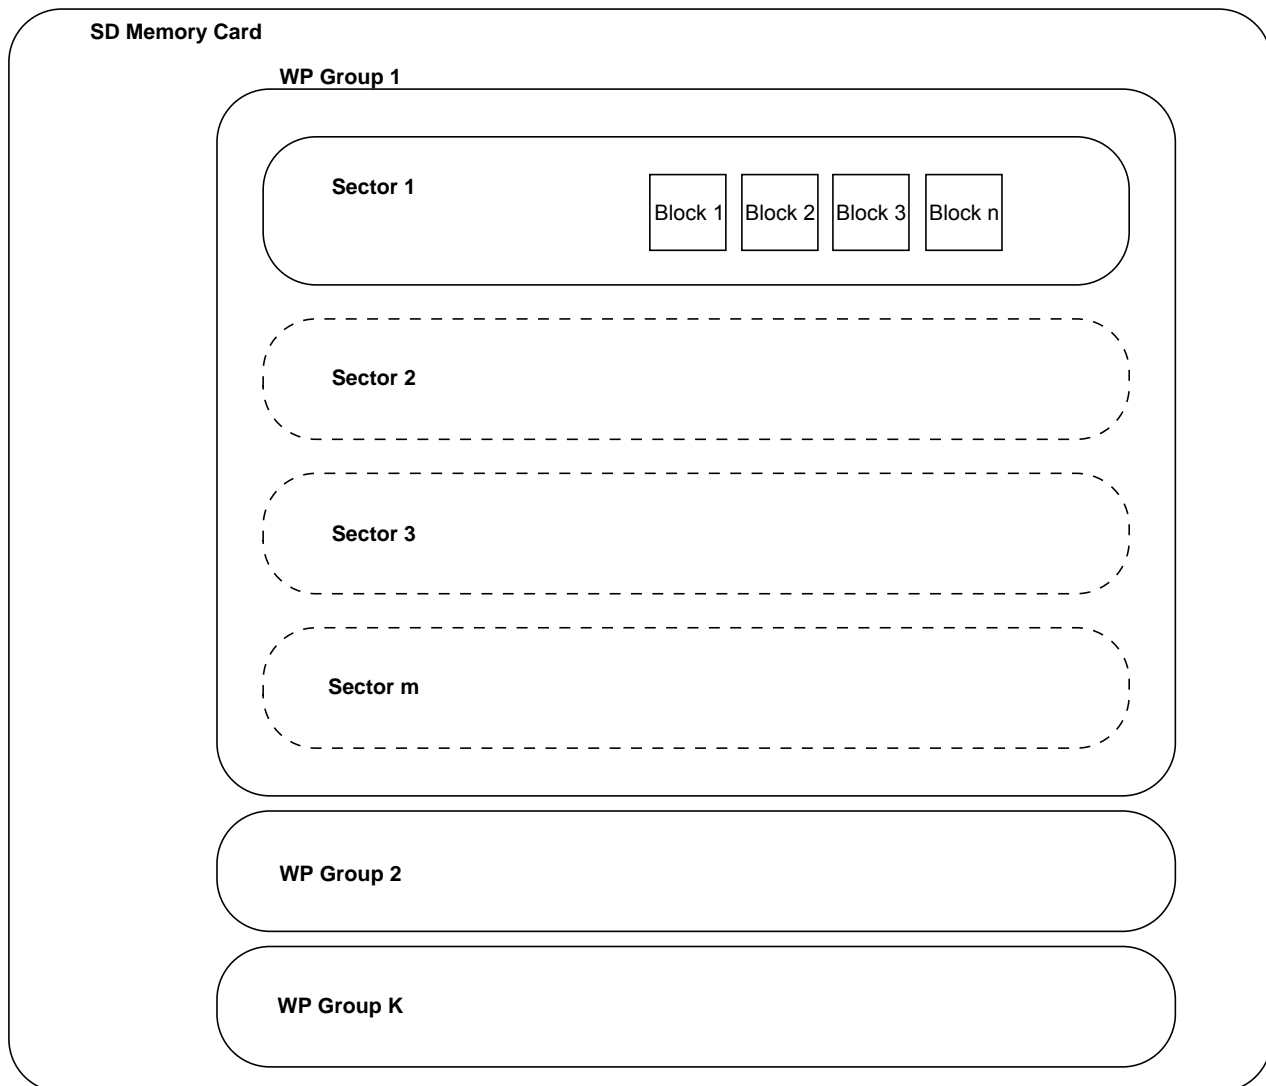 SD Memory Card
WP Group 1
Sector 1
Block 1 Block 2 Block 3 Block n
Sector 2
Sector 3
Sector m
WP Group 2
WP Group K